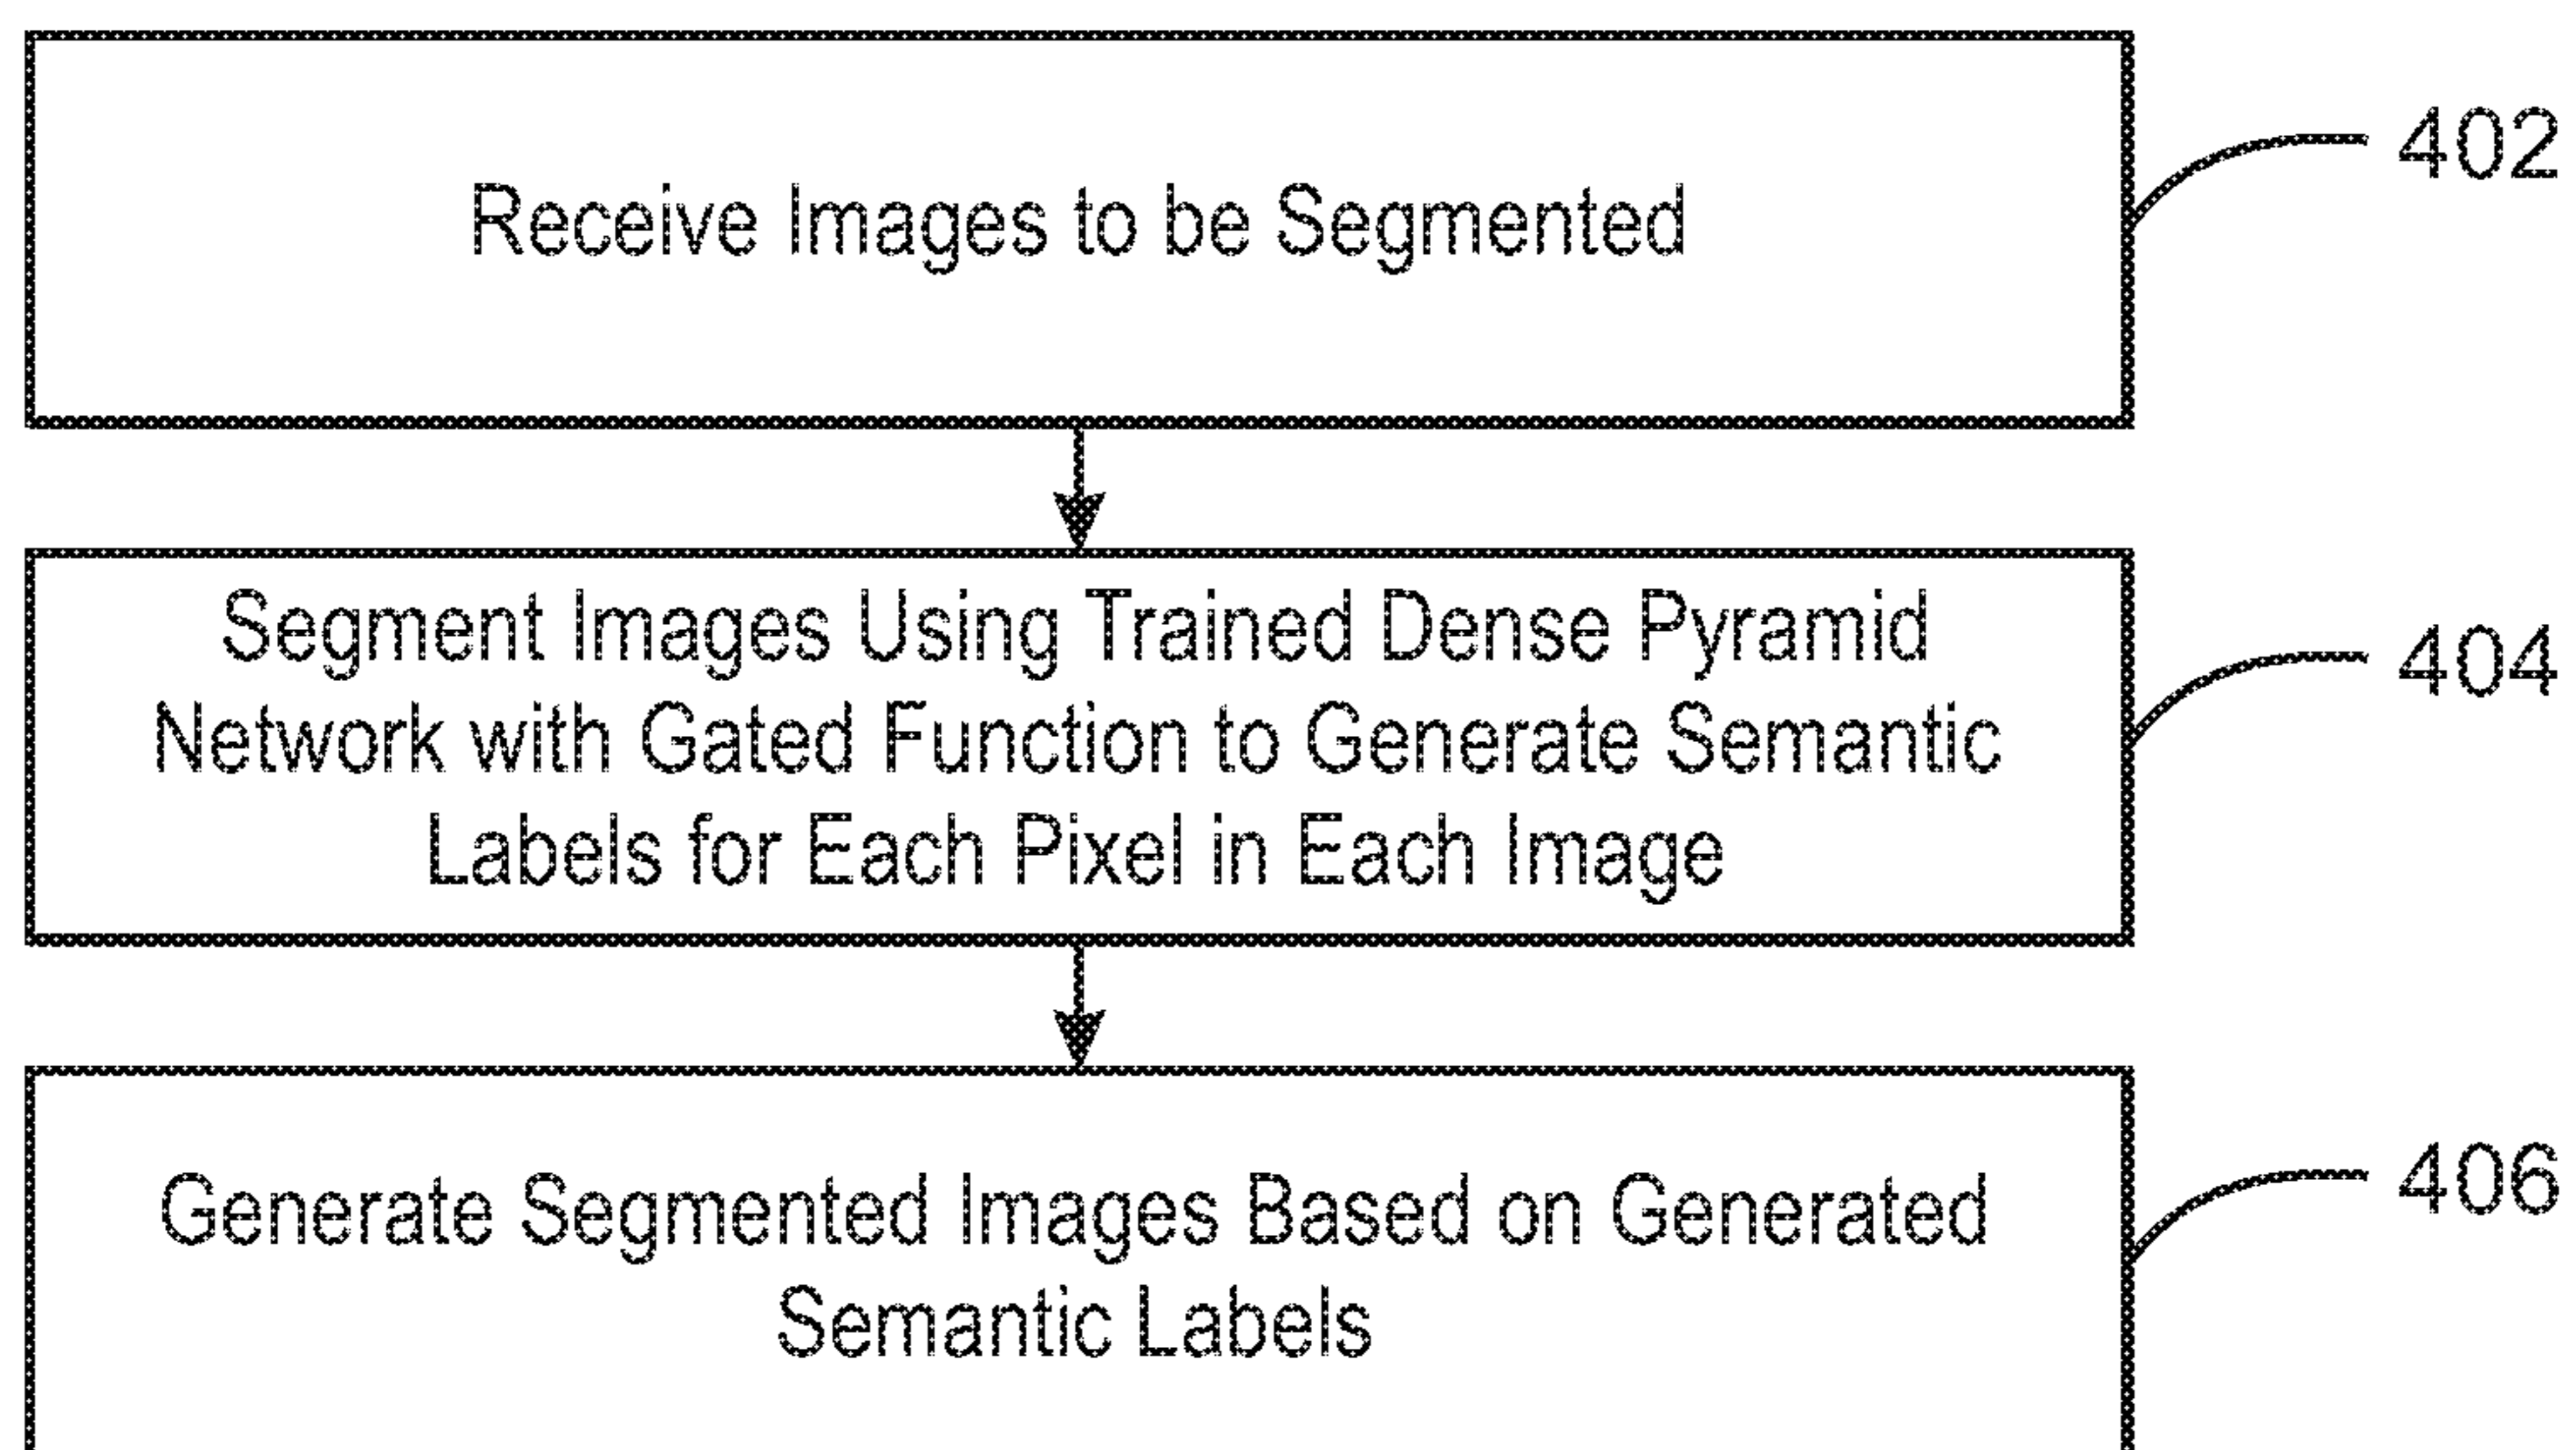 Receive Images to be Segmented
402
Segment Images Using Trained Dense Pyramid
Network with Gated Function to Generate Semantic
Labels for Each Pixel in Each Image
404
Generate Segmented Images Based on Generated
Semantic Labels
406